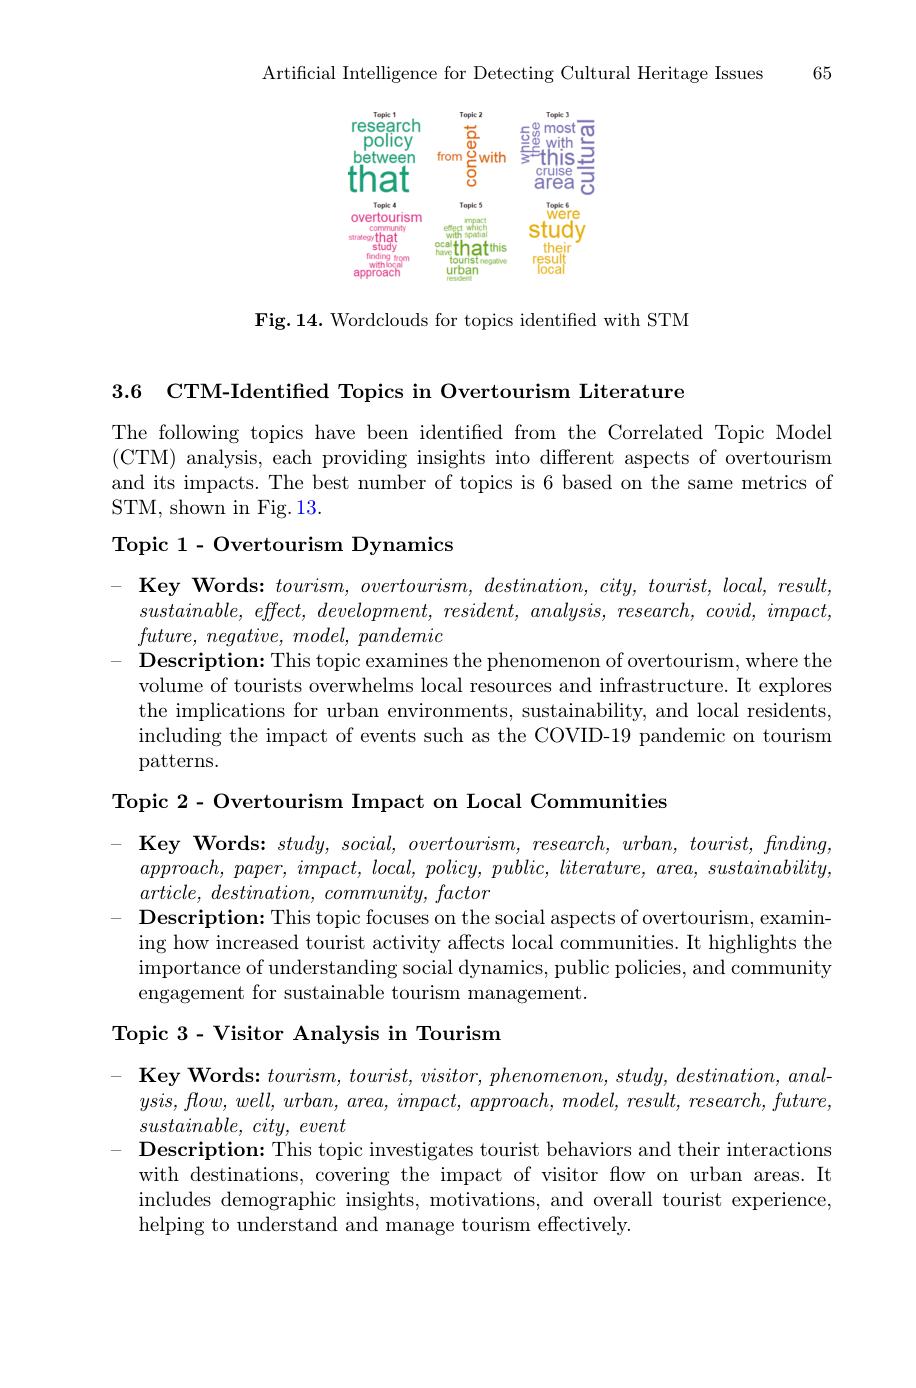 Artificial Intelligence for Detecting Cultural Heritage Issues 65
Topic 1
research
policy
between
that
Topic 2
concept
from
with
Topic 3
which
these
most
with
this
cruise
area
cultural
Topic 4
overtourism
community
strategy that
study
finding from
with local
approach
Topic 5
impact
effect which
with spatial
ocal that this
have
tourist negative
urban
resident
Topic 6
were
study
their
result
local
Fig. 14. Wordclouds for topics identified with STM
3.6 CTM-Identified Topics in Overtourism Literature
The following topics have been identified from the Correlated Topic Model
(CTM) analysis, each providing insights into different aspects of overtourism
and its impacts. The best number of topics is 6 based on the same metrics of
STM, shown in Fig. 13.
Topic 1 - Overtourism Dynamics
– Key Words: tourism, overtourism, destination, city, tourist, local, result,
sustainable, effect, development, resident, analysis, research, covid, impact,
future, negative, model, pandemic
– Description: This topic examines the phenomenon of overtourism, where the
volume of tourists overwhelms local resources and infrastructure. It explores
the implications for urban environments, sustainability, and local residents,
including the impact of events such as the COVID-19 pandemic on tourism
patterns.
Topic 2 - Overtourism Impact on Local Communities
– Key Words: study, social, overtourism, research, urban, tourist, finding,
approach, paper, impact, local, policy, public, literature, area, sustainability,
article, destination, community, factor
– Description: This topic focuses on the social aspects of overtourism, examin-
ing how increased tourist activity affects local communities. It highlights the
importance of understanding social dynamics, public policies, and community
engagement for sustainable tourism management.
Topic 3 - Visitor Analysis in Tourism
– Key Words: tourism, tourist, visitor, phenomenon, study, destination, anal-
ysis, flow, well, urban, area, impact, approach, model, result, research, future,
sustainable, city, event
– Description: This topic investigates tourist behaviors and their interactions
with destinations, covering the impact of visitor flow on urban areas. It
includes demographic insights, motivations, and overall tourist experience,
helping to understand and manage tourism effectively.